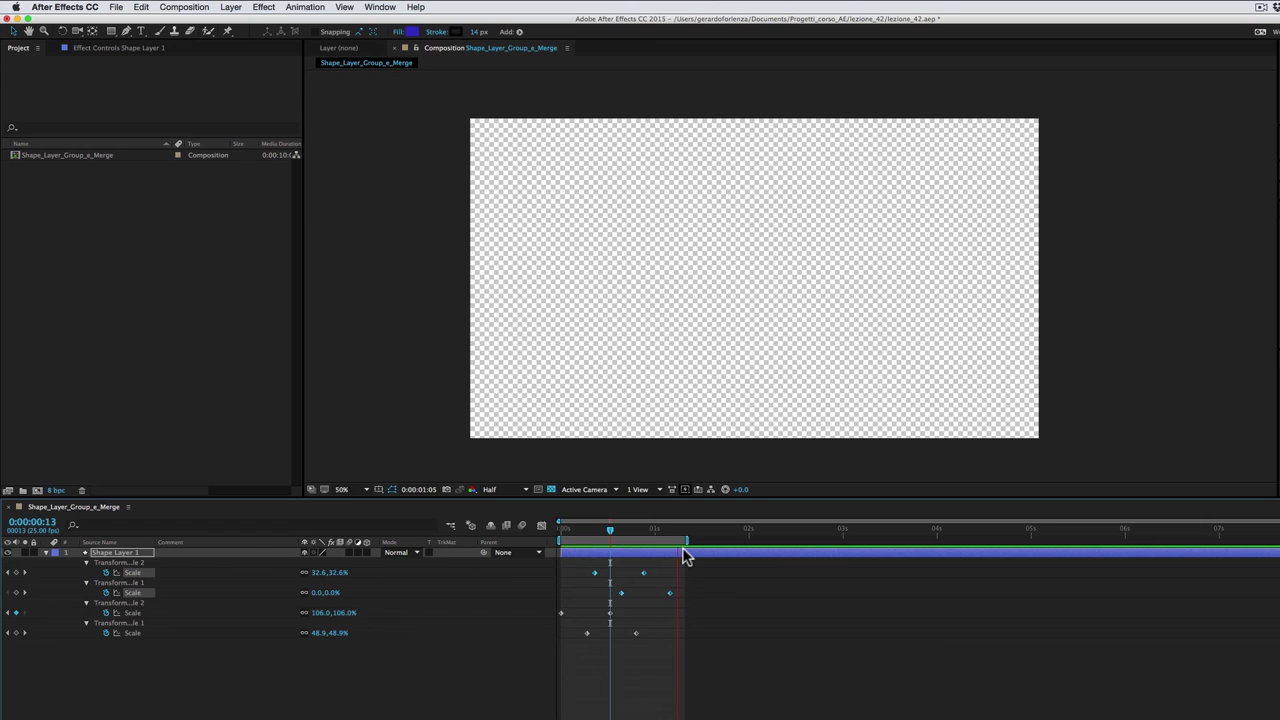 After Effects CC File Edit Composition Layer Effect Animation View Window Help
Adobe After Effects CC 2015 - /Users/gerardoforlenza/Documents/Progetti_corso_AE/lezione_42/lezione_42.aep *
Snapping Fill: Stroke: 14 px Add:
Project Effect Controls Shape Layer 1 Layer (none) Composition Shape_Layer_Group_e_Merge
Shape_Layer_Group_e_Merge
Name Type Size Media Duration
Shape_Layer_Group_e_Merge Composition 0:00:10:0
8 bpc 50% 0:00:01:05 Half Active Camera 1 View +0.0
Shape_Layer_Group_e_Merge
0:00:00:13
00013 (25.00 fps)
:00s 01s 02s 03s 04s 05s 06s 07s
# Source Name Comment Mode T TrkMat Parent
1 Shape Layer 1 Normal None
Transform...le 2
Scale 32.6,32.6%
Transform...le 1
Scale 0.0,0.0%
Transform...le 2
Scale 106.0,106.0%
Transform...le 1
Scale 48.9,48.9%